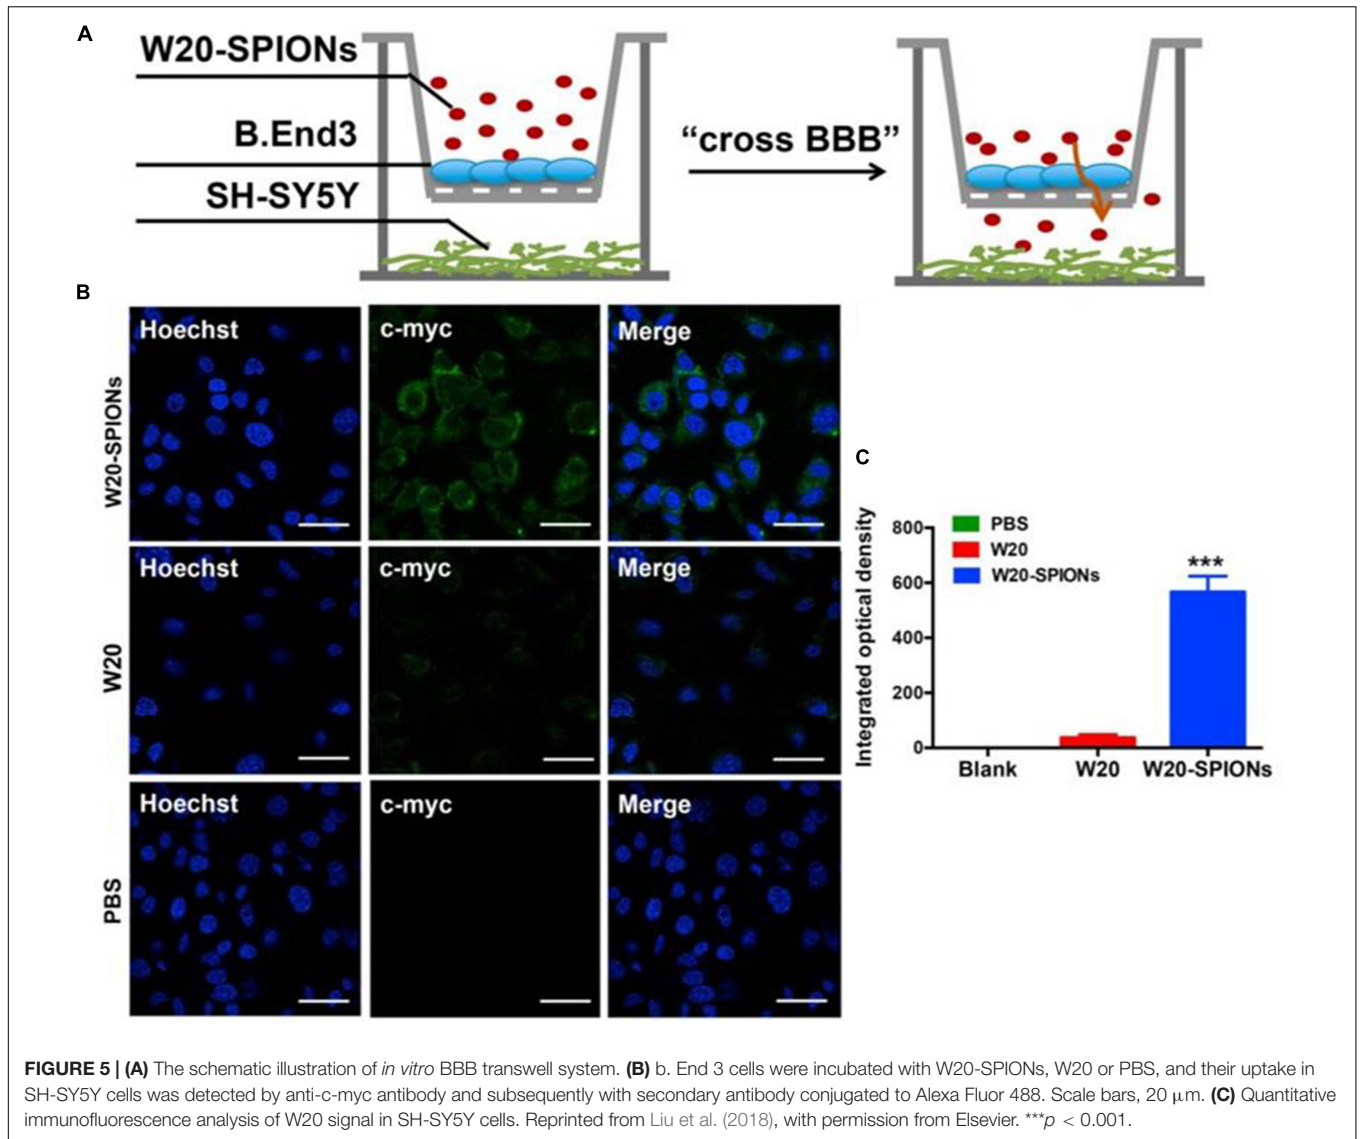 A
W20-SPIONs
B.End3
SH-SY5Y
“cross BBB”
B
Hoechst
c-myc
Merge
W20-SPIONs
Hoechst
c-myc
Merge
W20
Hoechst
c-myc
Merge
PBS
C
Integrated optical density
800
600
400
200
0
PBS
W20
W20-SPIONs
***
Blank
W20
W20-SPIONs
FIGURE 5 | (A) The schematic illustration of in vitro BBB transwell system. (B) b. End 3 cells were incubated with W20-SPIONs, W20 or PBS, and their uptake in
SH-SY5Y cells was detected by anti-c-myc antibody and subsequently with secondary antibody conjugated to Alexa Fluor 488. Scale bars, 20 μm. (C) Quantitative
immunofluorescence analysis of W20 signal in SH-SY5Y cells. Reprinted from Liu et al. (2018), with permission from Elsevier. ***p < 0.001.